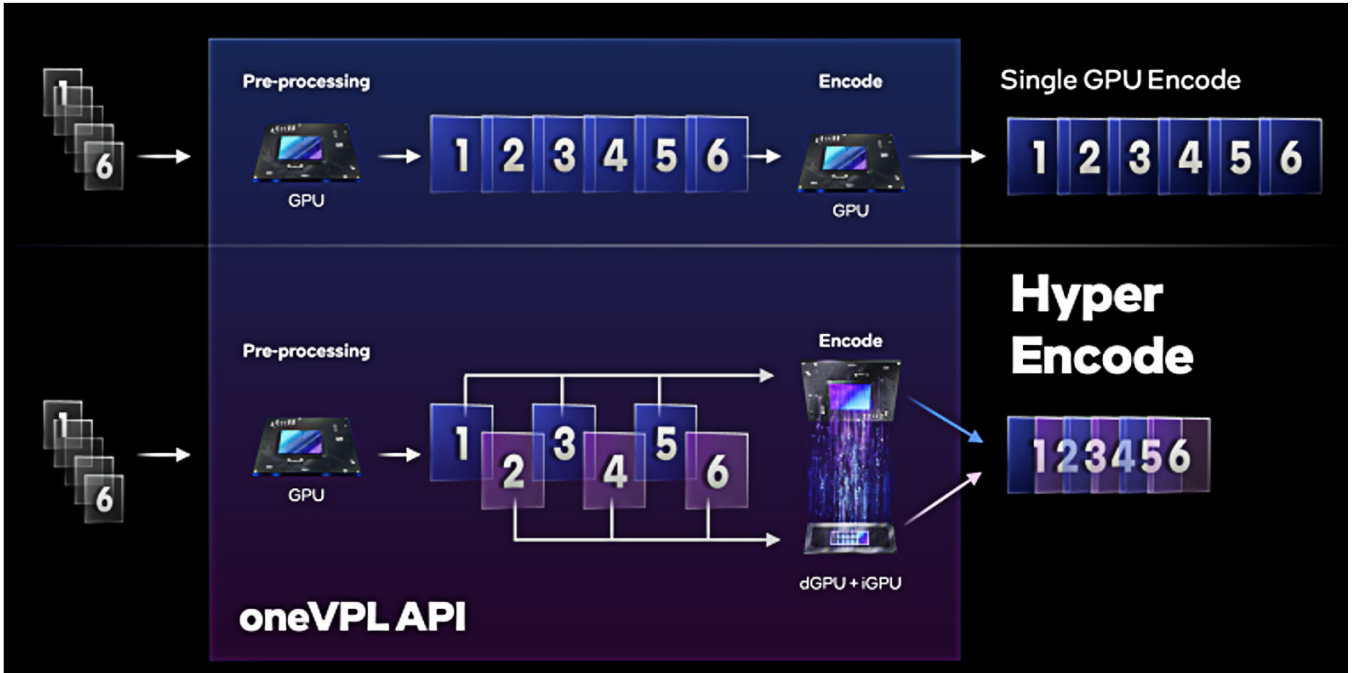 Pre-processing
Encode
Single GPU Encode
1
6
1 2 3 4 5 6
1 2 3 4 5 6
GPU
GPU
Hyper
Encode
Pre-processing
Encode
1
6
1 3 5
2 4 6
123456
GPU
dGPU + iGPU
oneVPL API